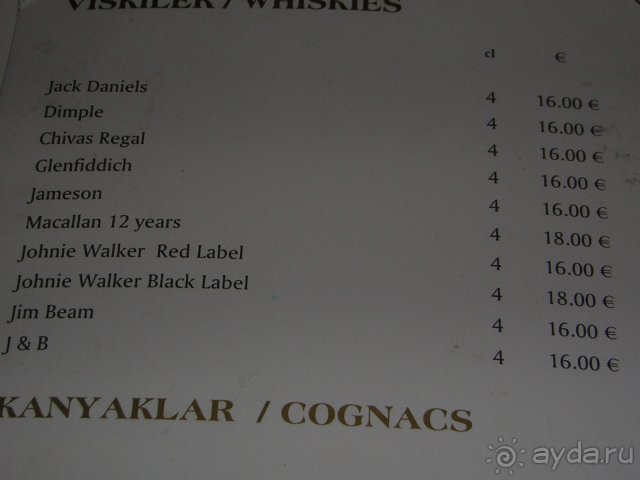 VISKILER / WHISKIES
cl €
Jack Daniels 4 16.00 €
Dimple 4 16.00 €
Chivas Regal 4 16.00 €
Glenfiddich 4 16.00 €
Jameson 4 16.00 €
Macallan 12 years 4 18.00 €
Johnie Walker Red Label 4 16.00 €
Johnie Walker Black Label 4 18.00 €
Jim Beam 4 16.00 €
J & B 4 16.00 €
KANYAKLAR / COGNACS
ayда.ru